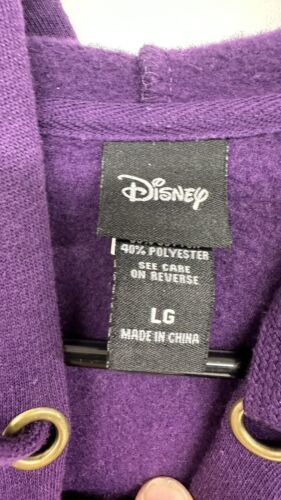 Disney
40% POLYESTER
SEE CARE
ON REVERSE
LG
MADE IN CHINA